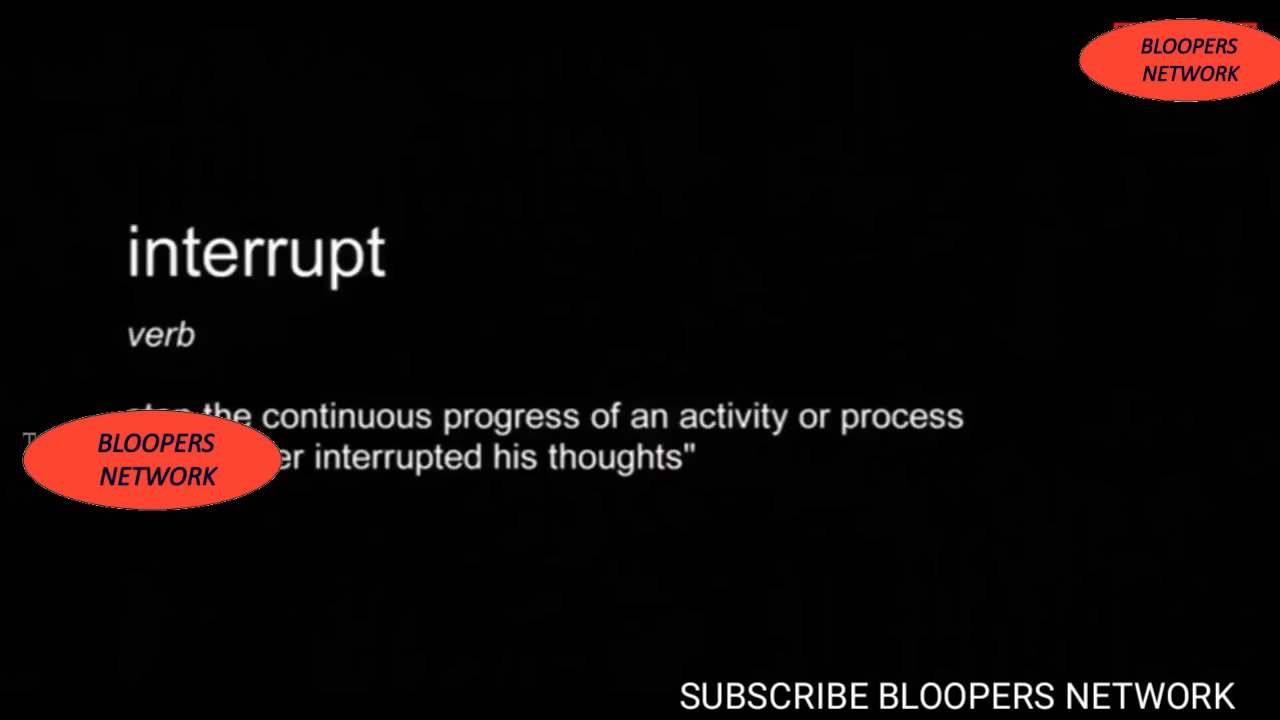 BLOOPERS
NETWORK
interrupt
verb
the continuous progress of an activity or process
BLOOPERS
NETWORK
interrupted his thoughts"
SUBSCRIBE BLOOPERS NETWORK